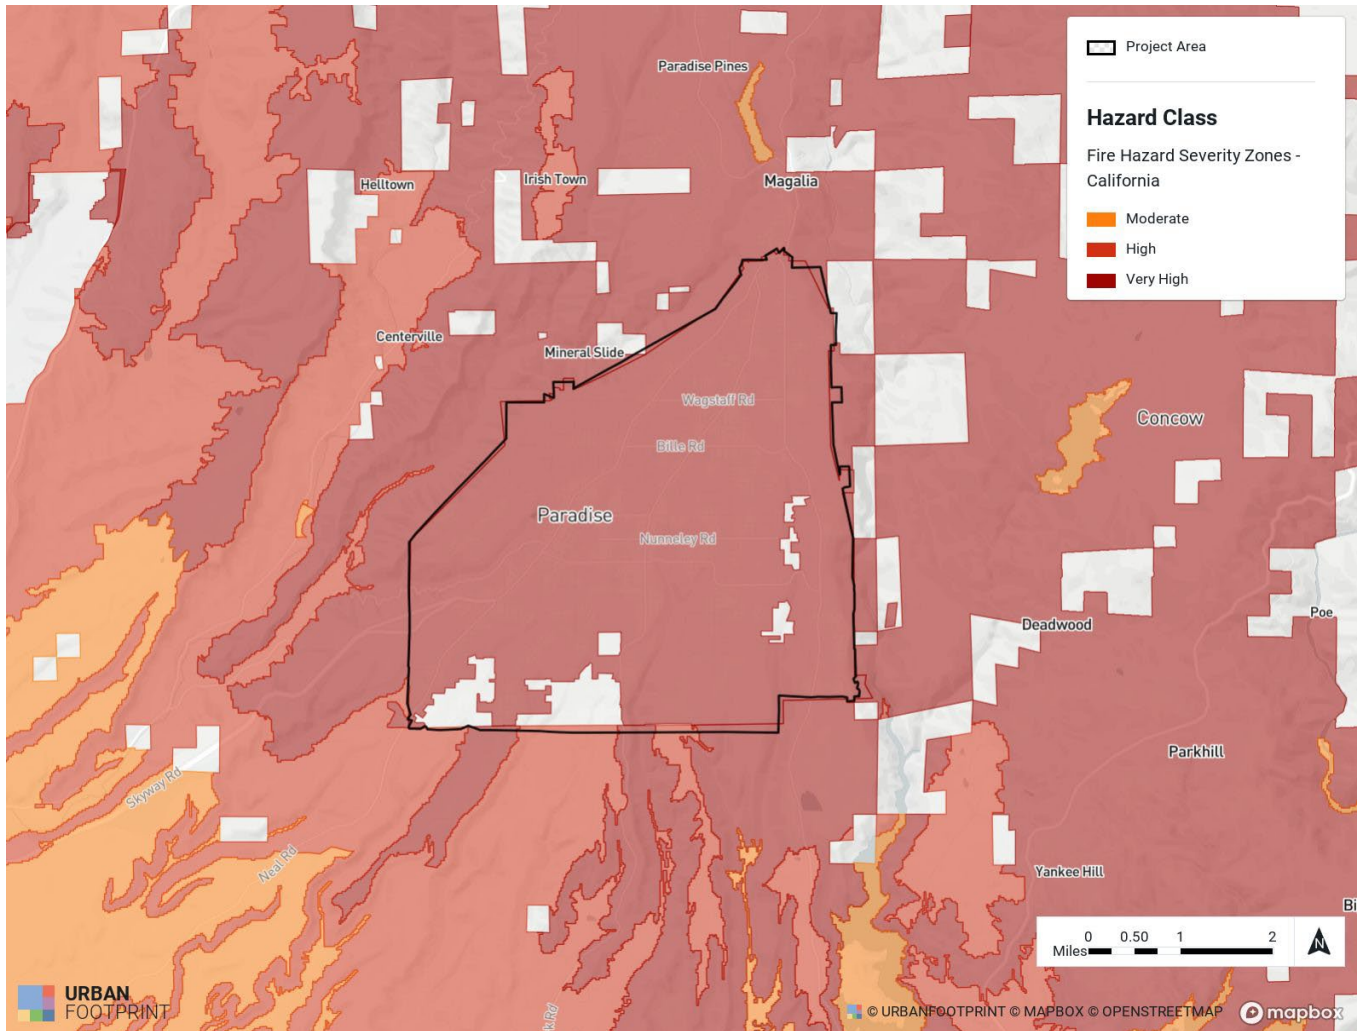 Project Area
Hazard Class
Fire Hazard Severity Zones -
California
Moderate
High
Very High
Paradise Pines
Irish Town
Helltown
Magalia
Centerville
Mineral Slide
Wagstaff Rd
Concow
Bille Rd
Paradise
Nunneley Rd
Deadwood
Poe
Parkhill
Skyway Rd
Neal Rd
Yankee Hill
Bi
0 0.50 1 2
Miles
N
URBAN
FOOTPRINT
k Rd
© URBANFOOTPRINT © MAPBOX © OPENSTREETMAP
mapbox